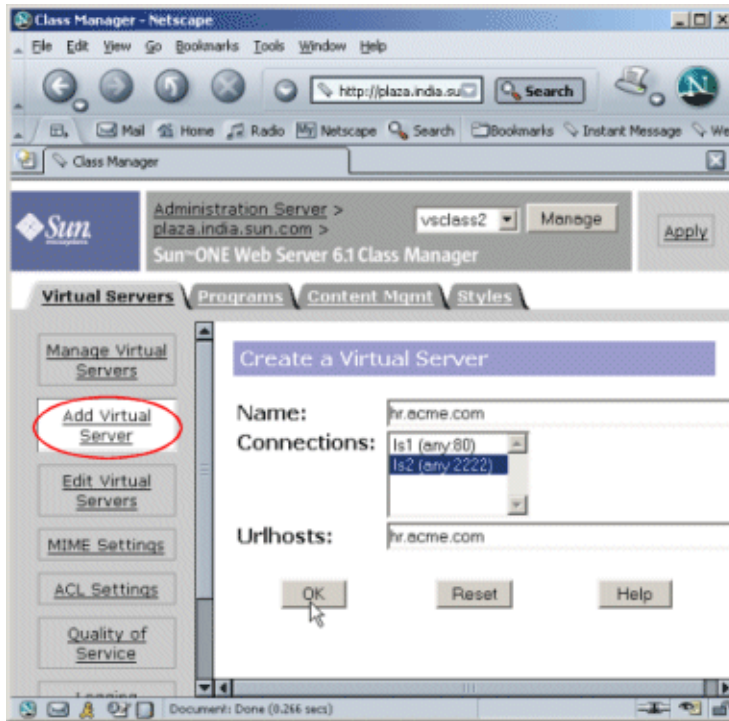 Class Manager - Netscape
File Edit View Go Bookmarks Tools Window Help
http://plaza.india.su
Search
Mail Home Radio My Netscape Search Bookmarks Instant Message We
Class Manager
Sun
Administration Server >
plaza.india.sun.com >
vsclass2
Manage
Apply
Sun ONE Web Server 6.1 Class Manager
Virtual Servers
Programs
Content Mgmt
Styles
Manage Virtual
Servers
Add Virtual
Server
Edit Virtual
Servers
MIME Settings
ACL Settings
Quality of
Service
Create a Virtual Server
Name: hr.acme.com
Connections: ls1 (any:80)
ls2 (any:2222)
Urlhosts: hr.acme.com
OK
Reset
Help
Document: Done (0.266 secs)